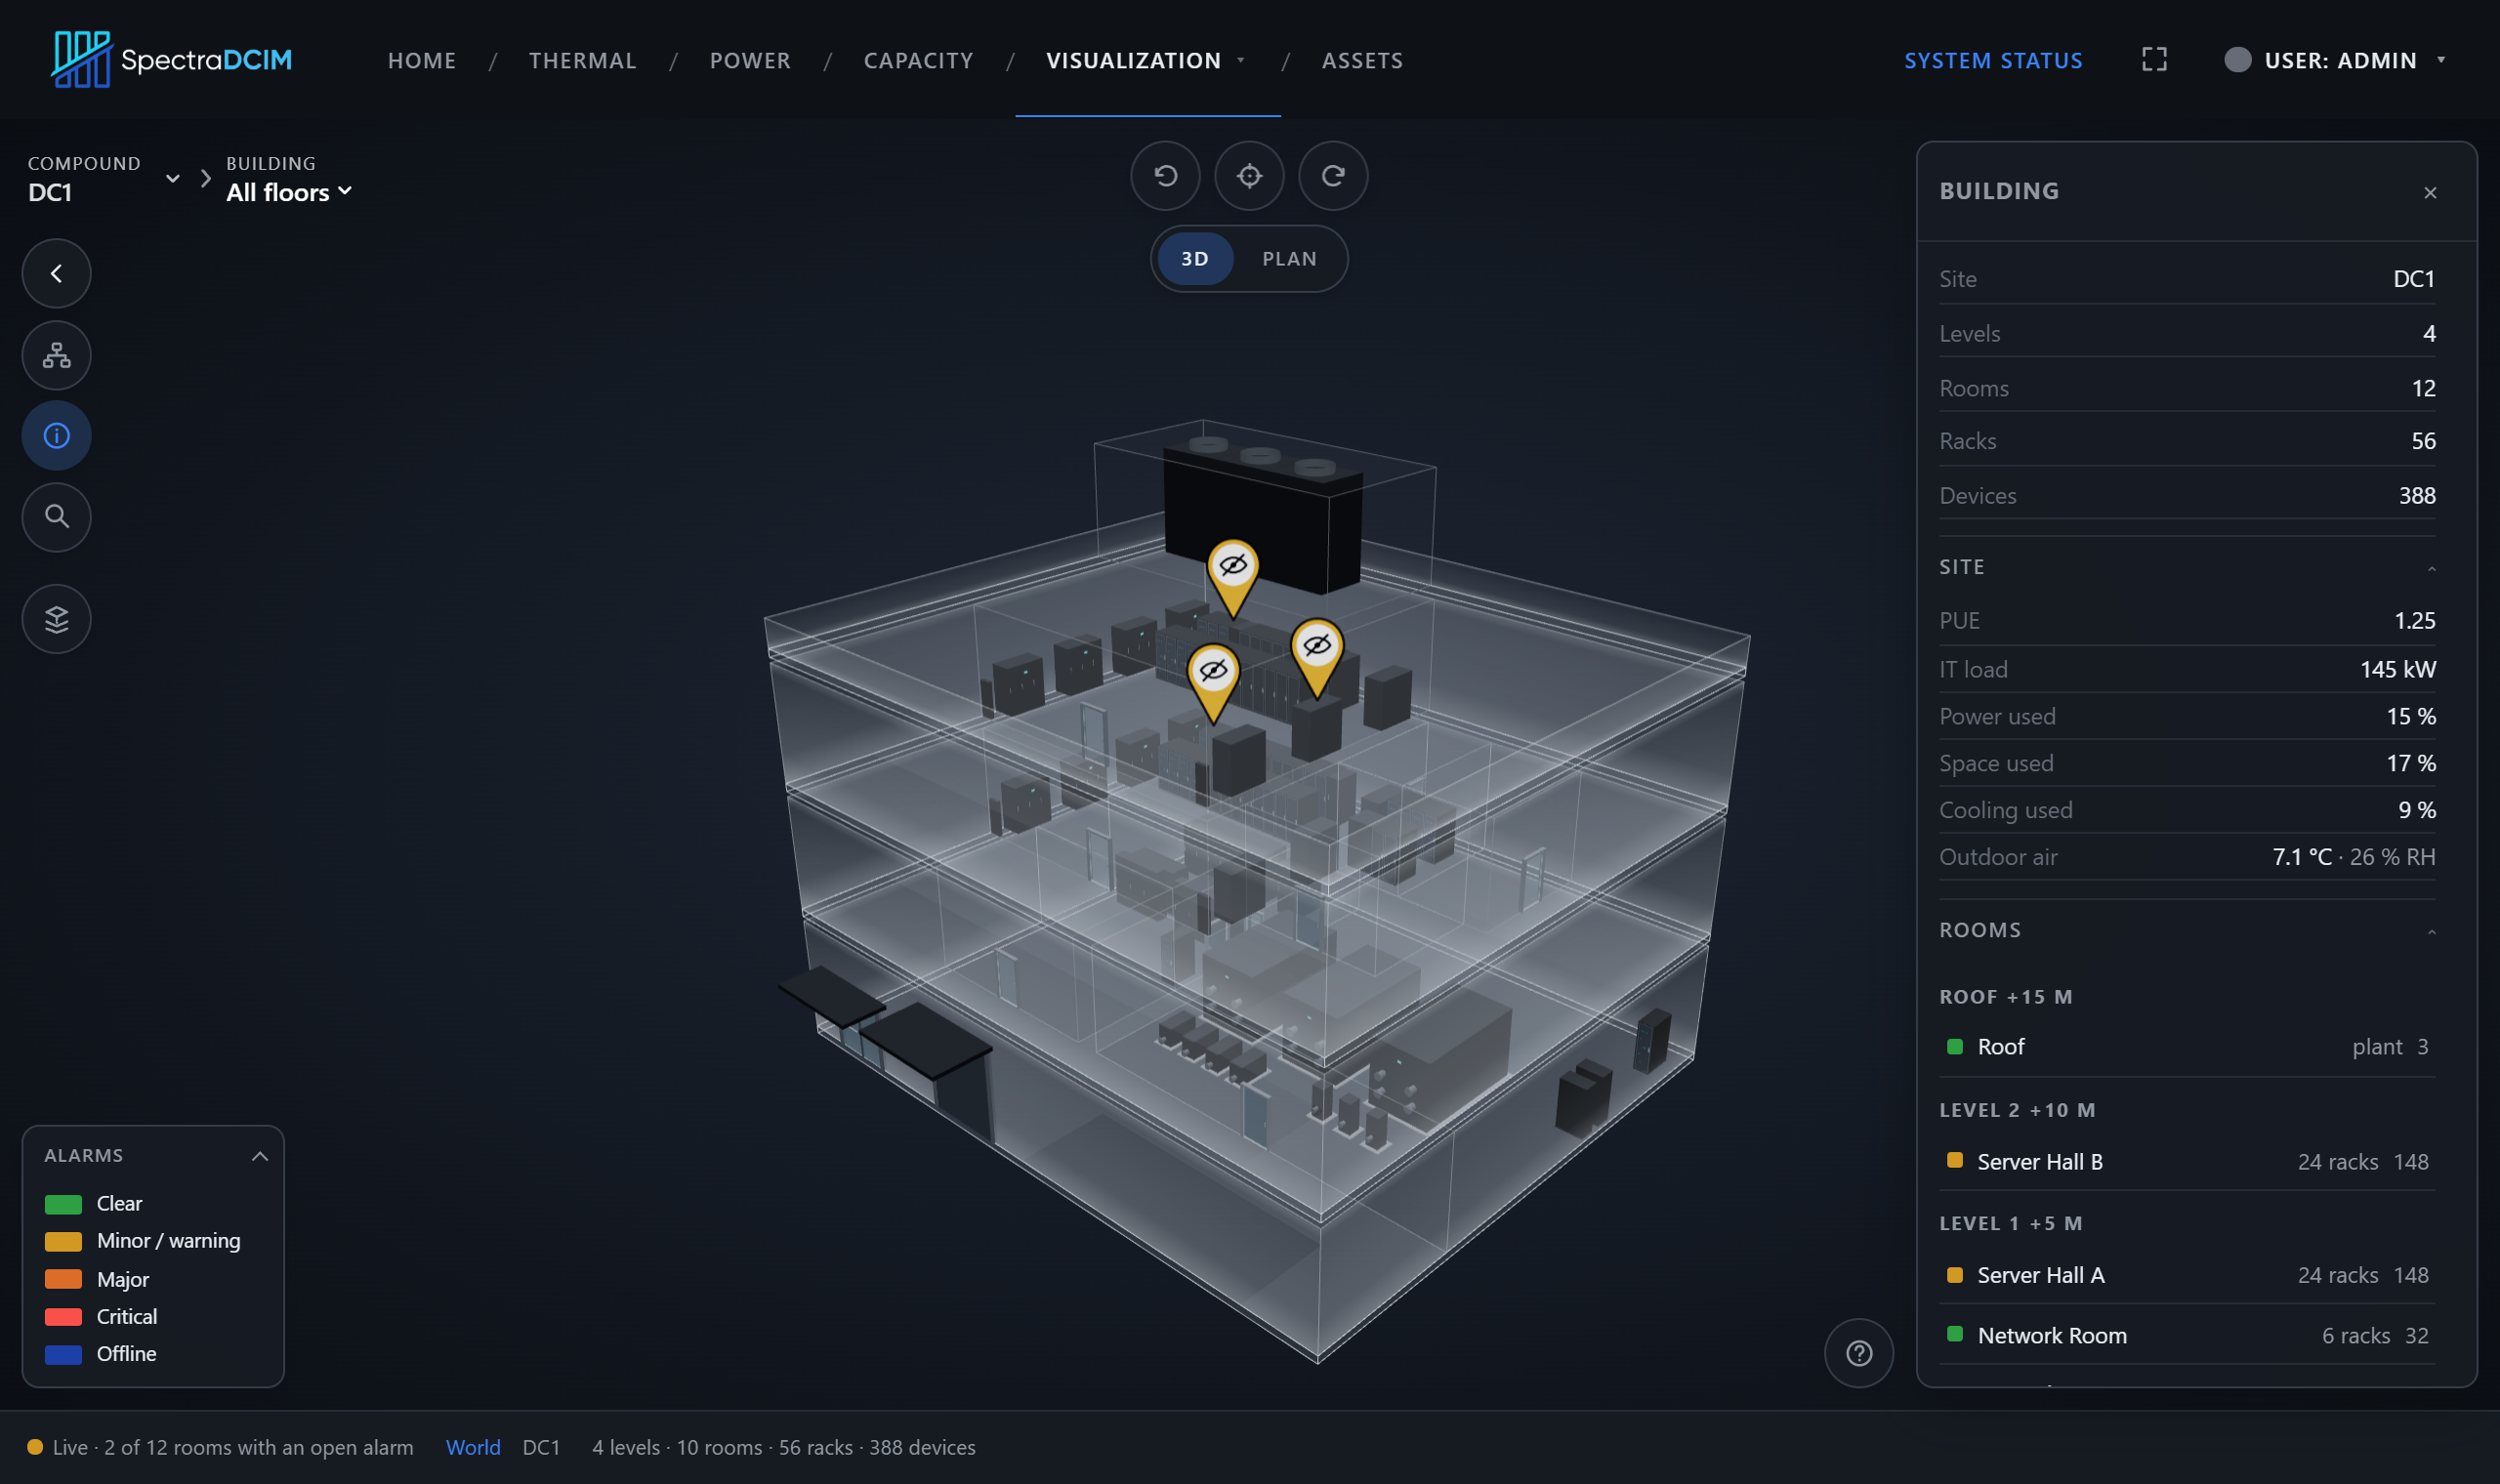 SpectraDCIM
HOME / THERMAL / POWER / CAPACITY / VISUALIZATION / ASSETS
SYSTEM STATUS
USER: ADMIN
COMPOUND
DC1
BUILDING
All floors
3D PLAN
ALARMS
Clear
Minor / warning
Major
Critical
Offline
BUILDING
Site DC1
Levels 4
Rooms 12
Racks 56
Devices 388
SITE
PUE 1.25
IT load 145 kW
Power used 15 %
Space used 17 %
Cooling used 9 %
Outdoor air 7.1 °C · 26 % RH
ROOMS
ROOF +15 M
Roof plant 3
LEVEL 2 +10 M
Server Hall B 24 racks 148
LEVEL 1 +5 M
Server Hall A 24 racks 148
Network Room 6 racks 32
Live · 2 of 12 rooms with an open alarm World DC1 4 levels · 10 rooms · 56 racks · 388 devices